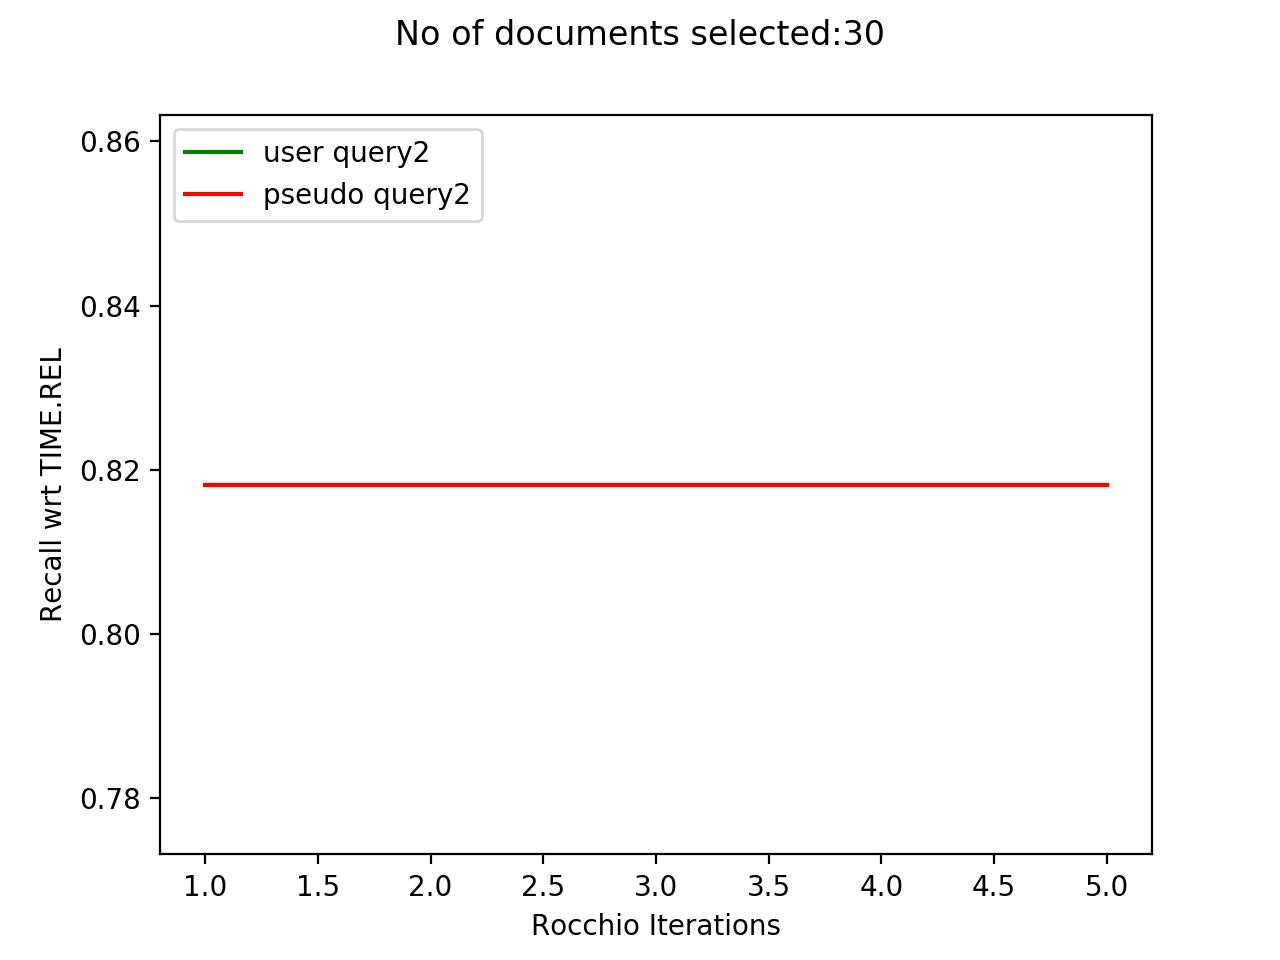 No of documents selected:30
user query2
pseudo query2
0.86
0.84
0.82
0.80
0.78
Recall wrt TIME.REL
1.0 1.5 2.0 2.5 3.0 3.5 4.0 4.5 5.0
Rocchio Iterations